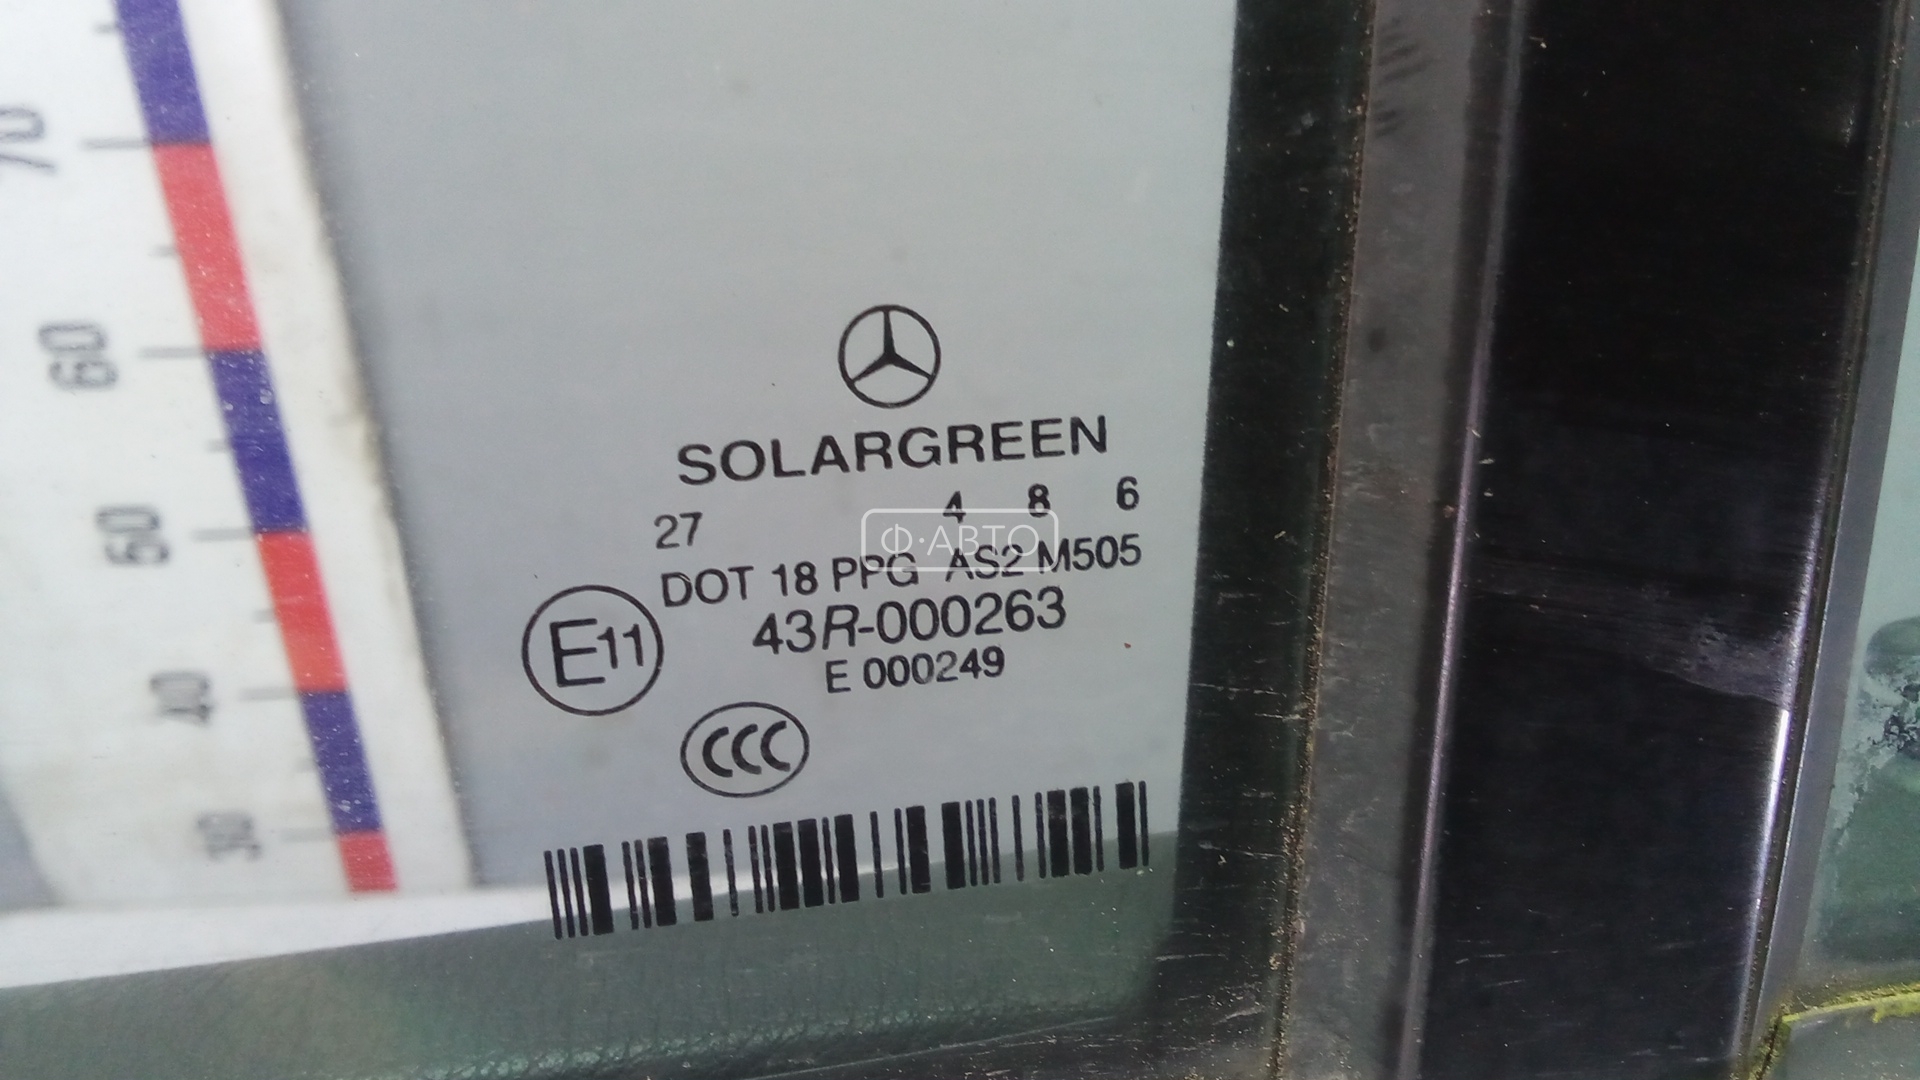 70
60
50
40
30
SOLARGREEN
27 4 8 6
Ф·АВТО
DOT 18 PPG AS2 M505
43R-000263
E11
E 000249
CCC